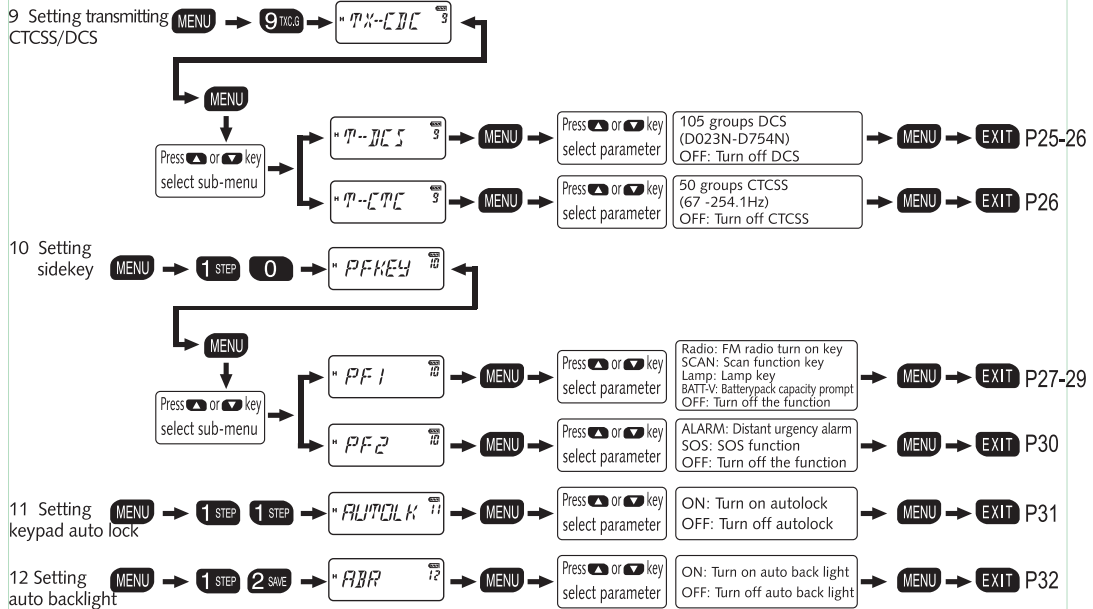 9 Setting transmitting CTCSS/DCS
MENU 9 TXC.G H TX-CDC 9
MENU
Press or key
select sub-menu
H T-DCS 9
MENU
Press or key
select parameter
105 groups DCS
(D023N-D754N)
OFF: Turn off DCS
MENU EXIT P25-26
H T-CTC 9
MENU
Press or key
select parameter
50 groups CTCSS
(67 -254.1Hz)
OFF: Turn off CTCSS
MENU EXIT P26
10 Setting
sidekey
MENU 1 STEP 0 H PFKEY 10
MENU
Press or key
select sub-menu
H PF1 10
MENU
Press or key
select parameter
Radio: FM radio turn on key
SCAN: Scan function key
Lamp: Lamp key
BATT-V: Batterypack capacity prompt
OFF: Turn off the function
MENU EXIT P27-29
H PF2 10
MENU
Press or key
select parameter
ALARM: Distant urgency alarm
SOS: SOS function
OFF: Turn off the function
MENU EXIT P30
11 Setting
keypad auto lock
MENU 1 STEP 1 STEP H AUTOLK 11
MENU
Press or key
select parameter
ON: Turn on autolock
OFF: Turn off autolock
MENU EXIT P31
12 Setting
auto backlight
MENU 1 STEP 2 SAVE H ABR 12
MENU
Press or key
select parameter
ON: Turn on auto back light
OFF: Turn off auto back light
MENU EXIT P32